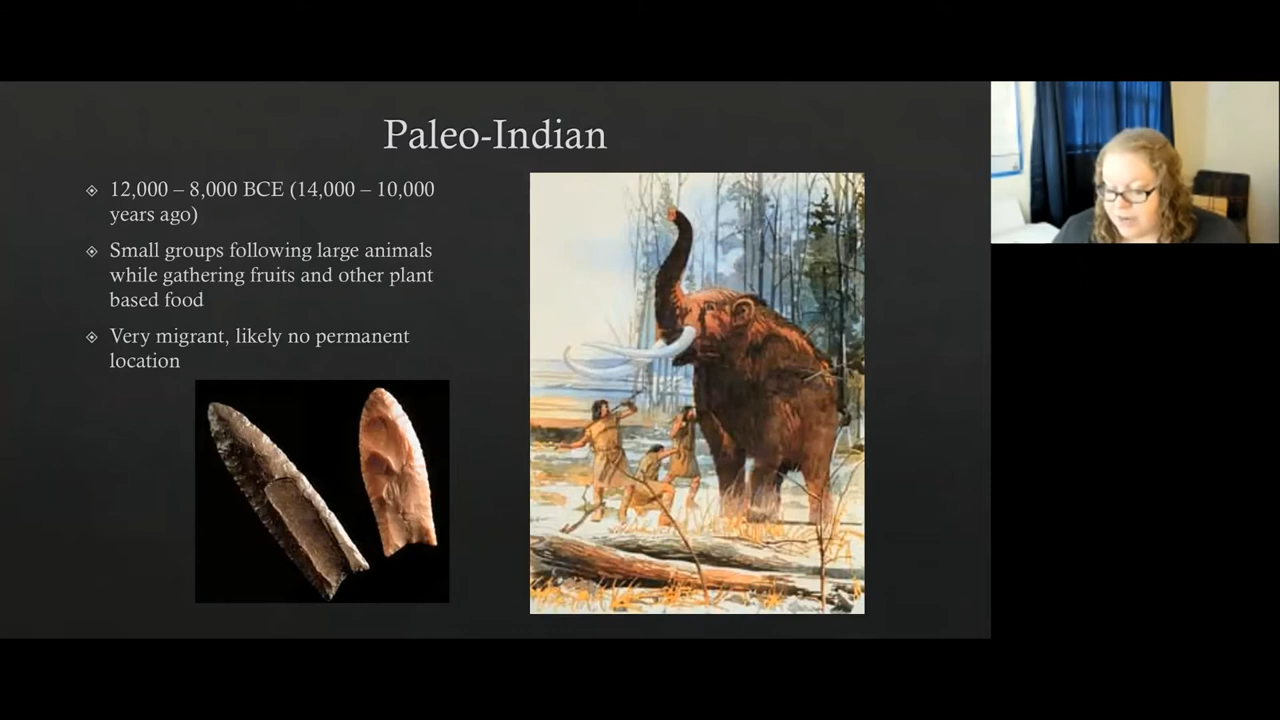 Paleo-Indian
12,000 – 8,000 BCE (14,000 – 10,000
years ago)
Small groups following large animals
while gathering fruits and other plant
based food
Very migrant, likely no permanent
location